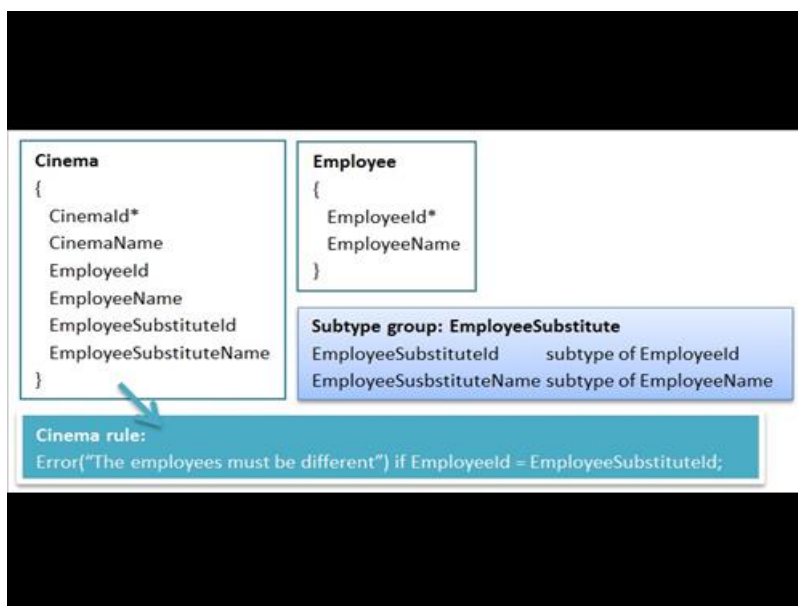 Cinema
{
CinemaId*
CinemaName
EmployeeId
EmployeeName
EmployeeSubstituteId
EmployeeSubstituteName
}
Employee
{
EmployeeId*
EmployeeName
}
Subtype group: EmployeeSubstitute
EmployeeSubstituteId subtype of EmployeeId
EmployeeSusbstituteName subtype of EmployeeName
Cinema rule:
Error(“The employees must be different”) if EmployeeId = EmployeeSubstituteId;